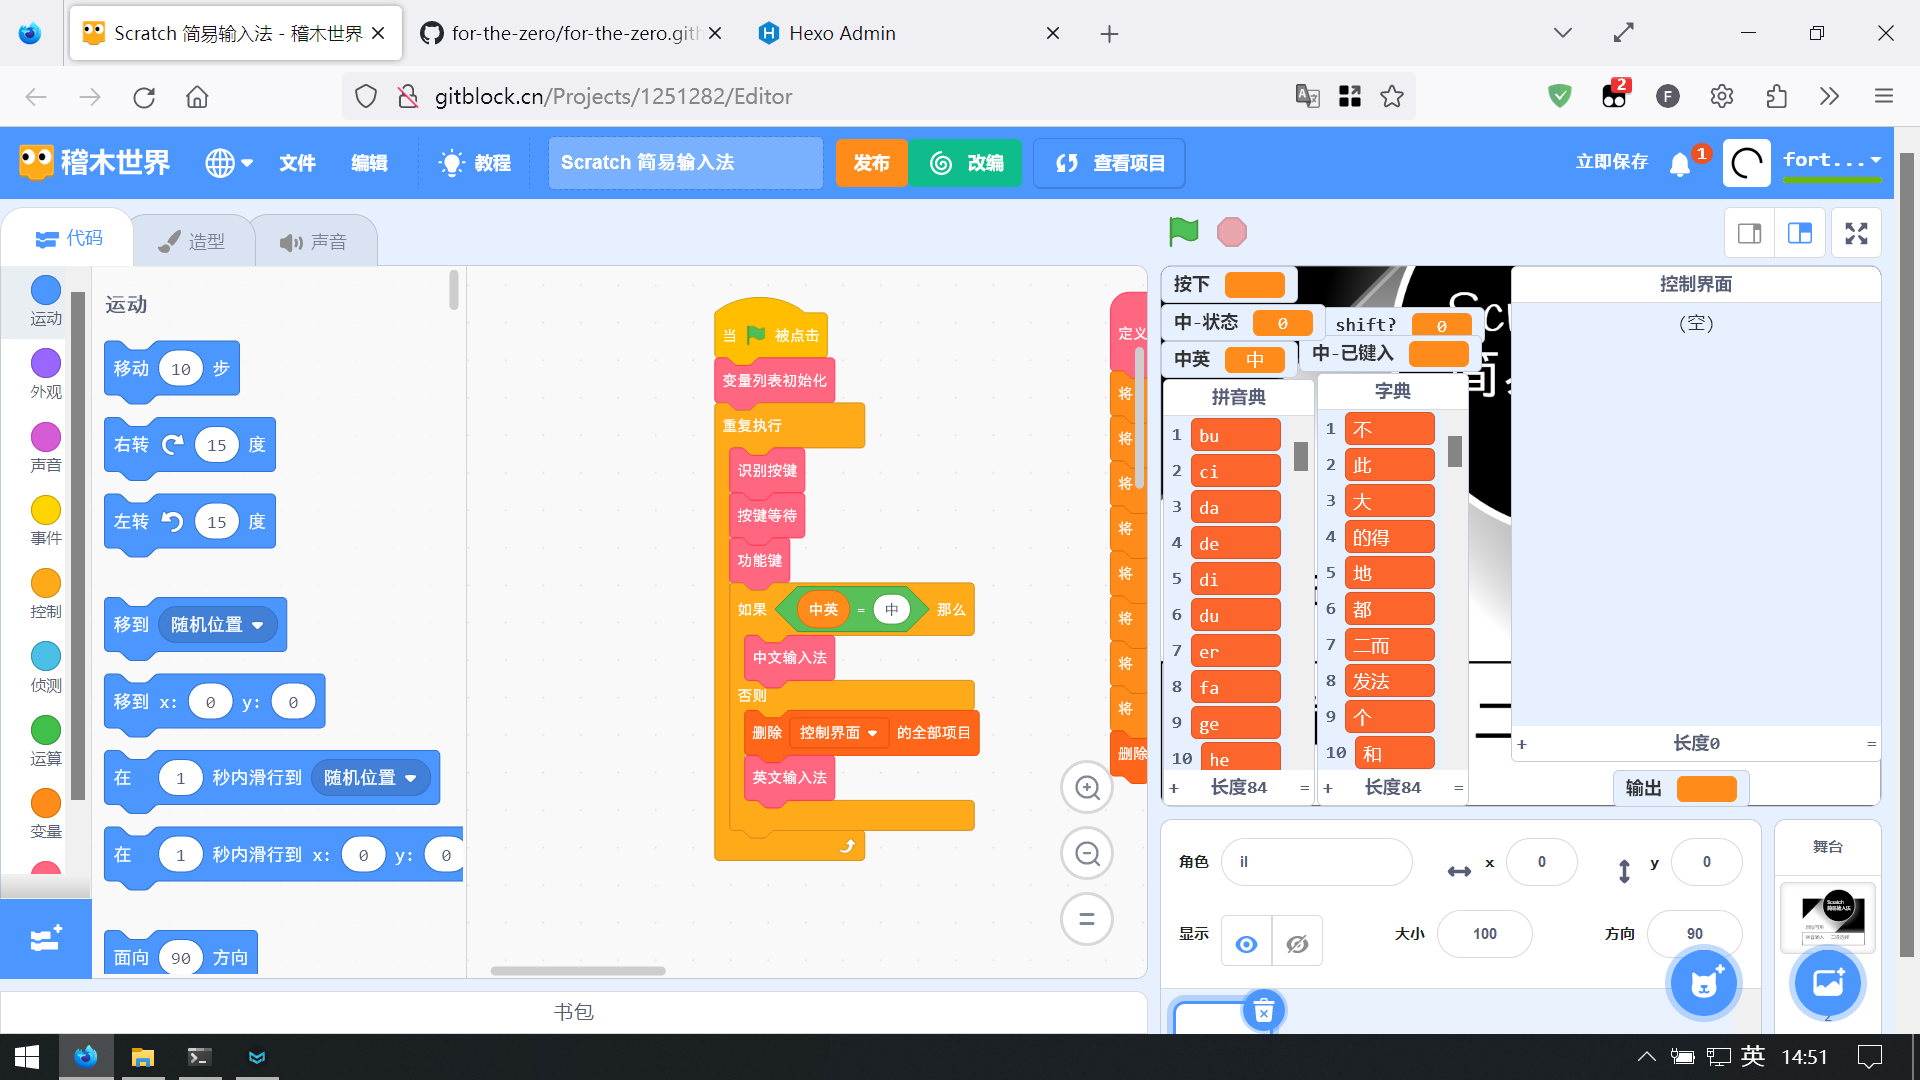 Scratch 简易输入法 - 稽木世界
for-the-zero/for-the-zero.gith
Hexo Admin
gitblock.cn/Projects/1251282/Editor
2
F
稽木世界
文件
编辑
教程
Scratch 简易输入法
发布
改编
查看项目
立即保存
1
fort...
代码
造型
声音
运动
外观
声音
事件
控制
侦测
运算
变量
运动
移动 10 步
右转 15 度
左转 15 度
移到 随机位置
移到 x: 0 y: 0
在 1 秒内滑行到 随机位置
在 1 秒内滑行到 x: 0 y: 0
面向 90 方向
当 被点击
变量列表初始化
重复执行
识别按键
按键等待
功能键
如果 中英 = 中 那么
中文输入法
否则
删除 控制界面 的全部项目
英文输入法
定义
将
将
将
将
将
将
将
将
删除
按下
中-状态 0
shift? 0
中英 中
中-已键入
拼音典
1 bu
2 ci
3 da
4 de
5 di
6 du
7 er
8 fa
9 ge
10 he
+ 长度84 =
字典
1 不
2 此
3 大
4 的得
5 地
6 都
7 二而
8 发法
9 个
10 和
+ 长度84 =
控制界面
(空)
+ 长度0 =
输出
角色 il
x 0
y 0
显示
大小 100
方向 90
舞台
Scratch
简易输入法
2
书包
英
14:51